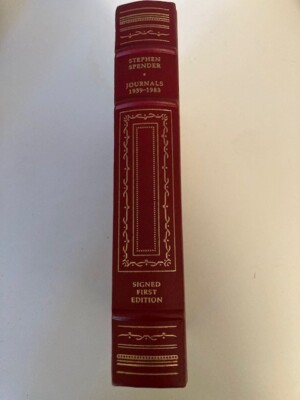 STEPHEN
SPENDER
•
JOURNALS
1939-1983
SIGNED
FIRST
EDITION